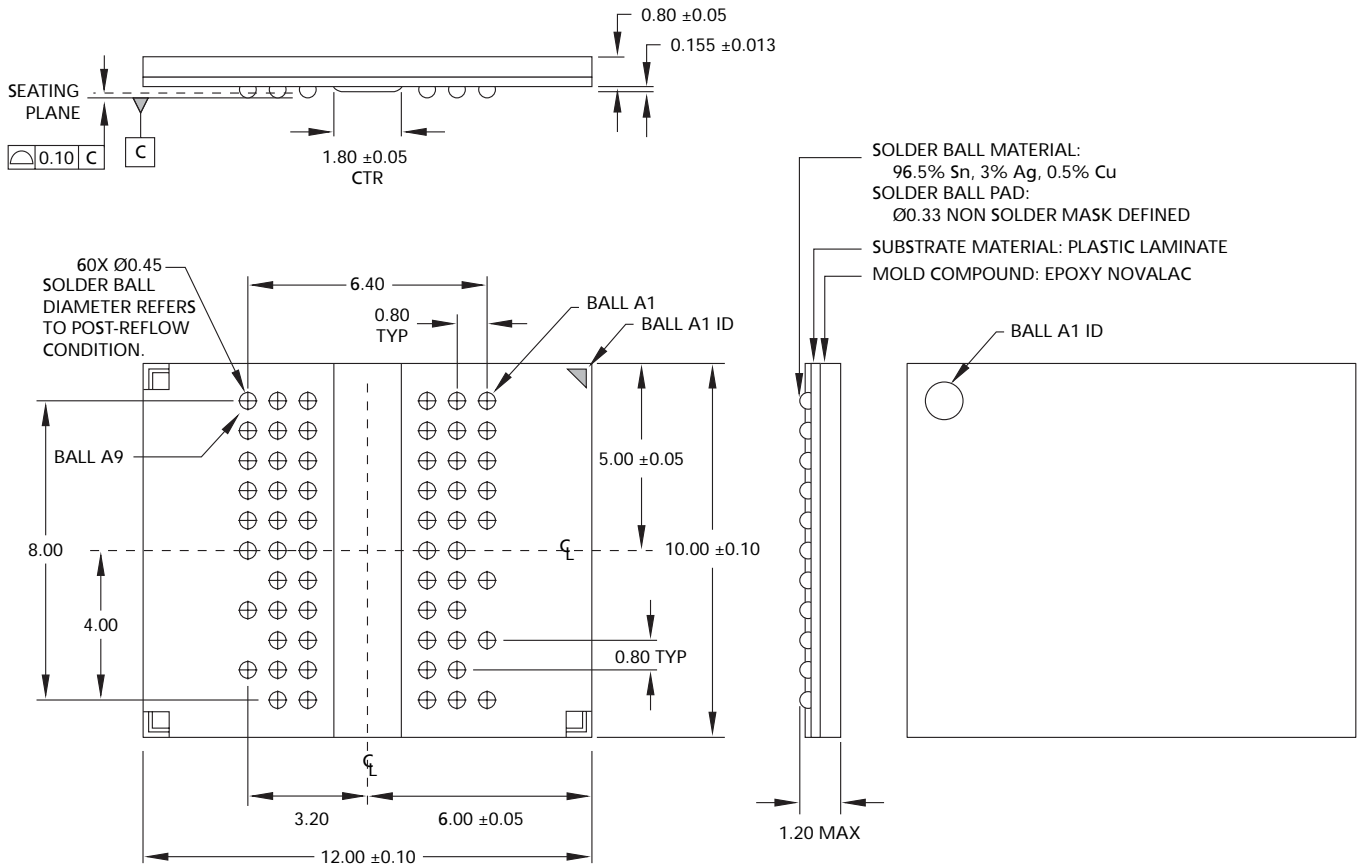 0.80 ±0.05
0.155 ±0.013
SEATING
PLANE
0.10 C
C
1.80 ±0.05
CTR
SOLDER BALL MATERIAL:
96.5% Sn, 3% Ag, 0.5% Cu
SOLDER BALL PAD:
Ø0.33 NON SOLDER MASK DEFINED
SUBSTRATE MATERIAL: PLASTIC LAMINATE
MOLD COMPOUND: EPOXY NOVALAC
60X Ø0.45
SOLDER BALL
DIAMETER REFERS
TO POST-REFLOW
CONDITION.
6.40
0.80
TYP
BALL A1
BALL A1 ID
BALL A1 ID
BALL A9
5.00 ±0.05
8.00
CL
10.00 ±0.10
4.00
0.80 TYP
CL
3.20
6.00 ±0.05
1.20 MAX
12.00 ±0.10